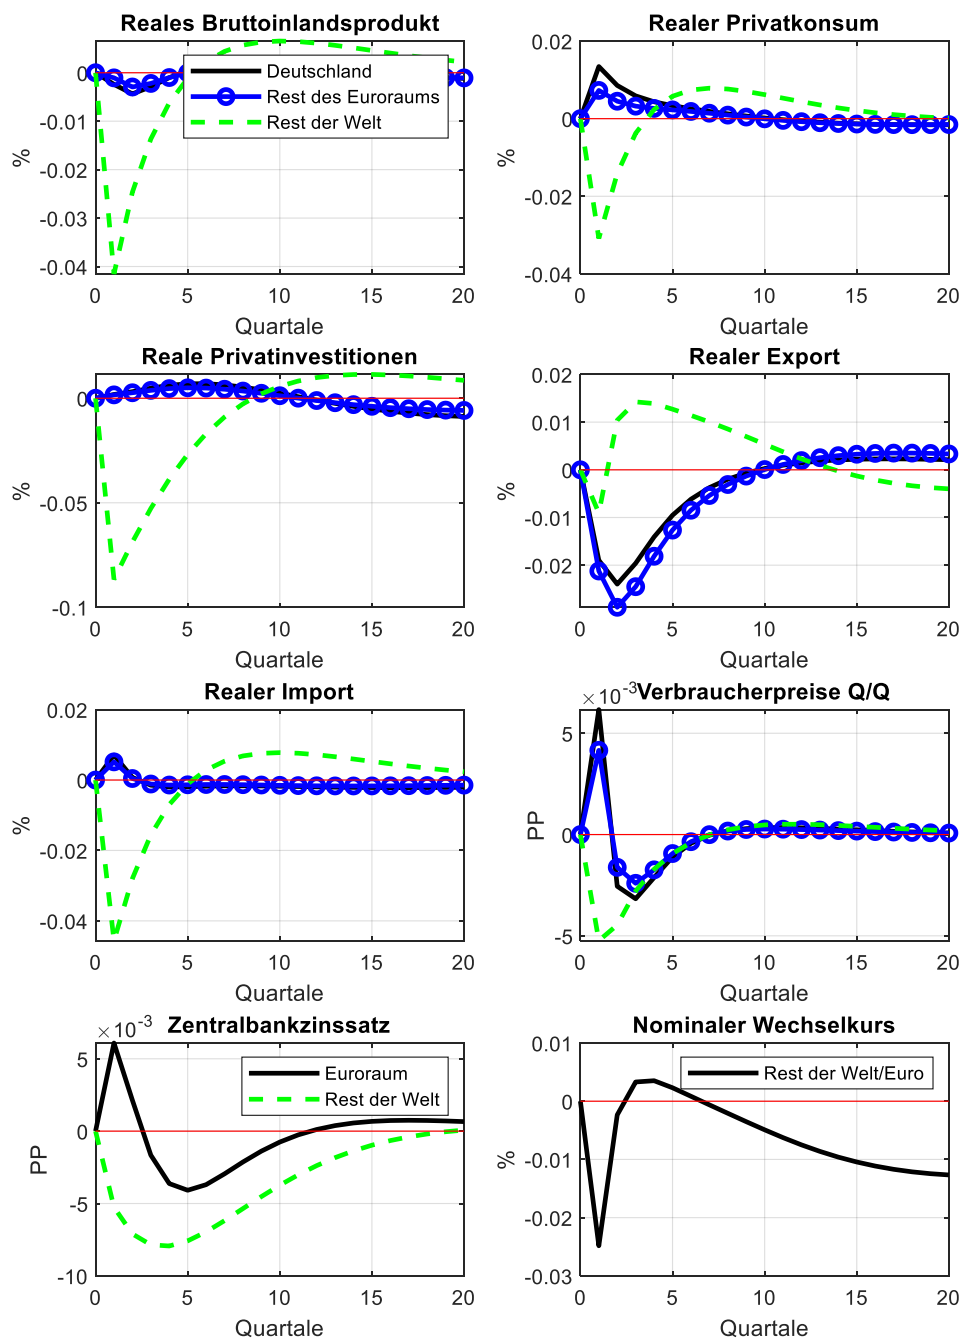 Reales Bruttoinlandsprodukt
0
-0.01
-0.02
-0.03
-0.04
%
Deutschland
Rest des Euroraums
Rest der Welt
0 5 10 15 20
Quartale
Realer Privatkonsum
0.02
0
-0.02
-0.04
%
0 5 10 15 20
Quartale
Reale Privatinvestitionen
0
-0.05
-0.1
%
0 5 10 15 20
Quartale
Realer Export
0.02
0.01
0
-0.01
-0.02
%
0 5 10 15 20
Quartale
Realer Import
0.02
0
-0.02
-0.04
%
0 5 10 15 20
Quartale
×10⁻³ Verbraucherpreise Q/Q
5
0
-5
PP
0 5 10 15 20
Quartale
×10⁻³ Zentralbankzinssatz
5
0
-5
-10
PP
Euroraum
Rest der Welt
0 5 10 15 20
Quartale
Nominaler Wechselkurs
0.01
0
-0.01
-0.02
-0.03
%
Rest der Welt/Euro
0 5 10 15 20
Quartale